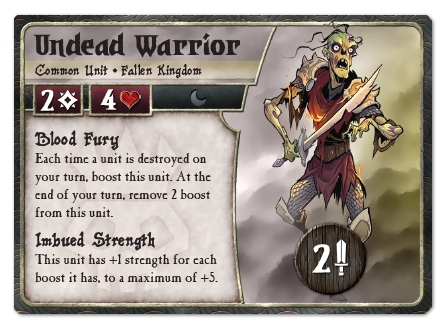 Undead Warrior
Common Unit • Fallen Kingdom
2 4
Blood Fury
Each time a unit is destroyed on
your turn, boost this unit. At the
end of your turn, remove 2 boost
from this unit.
Imbued Strength
This unit has +1 strength for each
boost it has, to a maximum of +5.
2